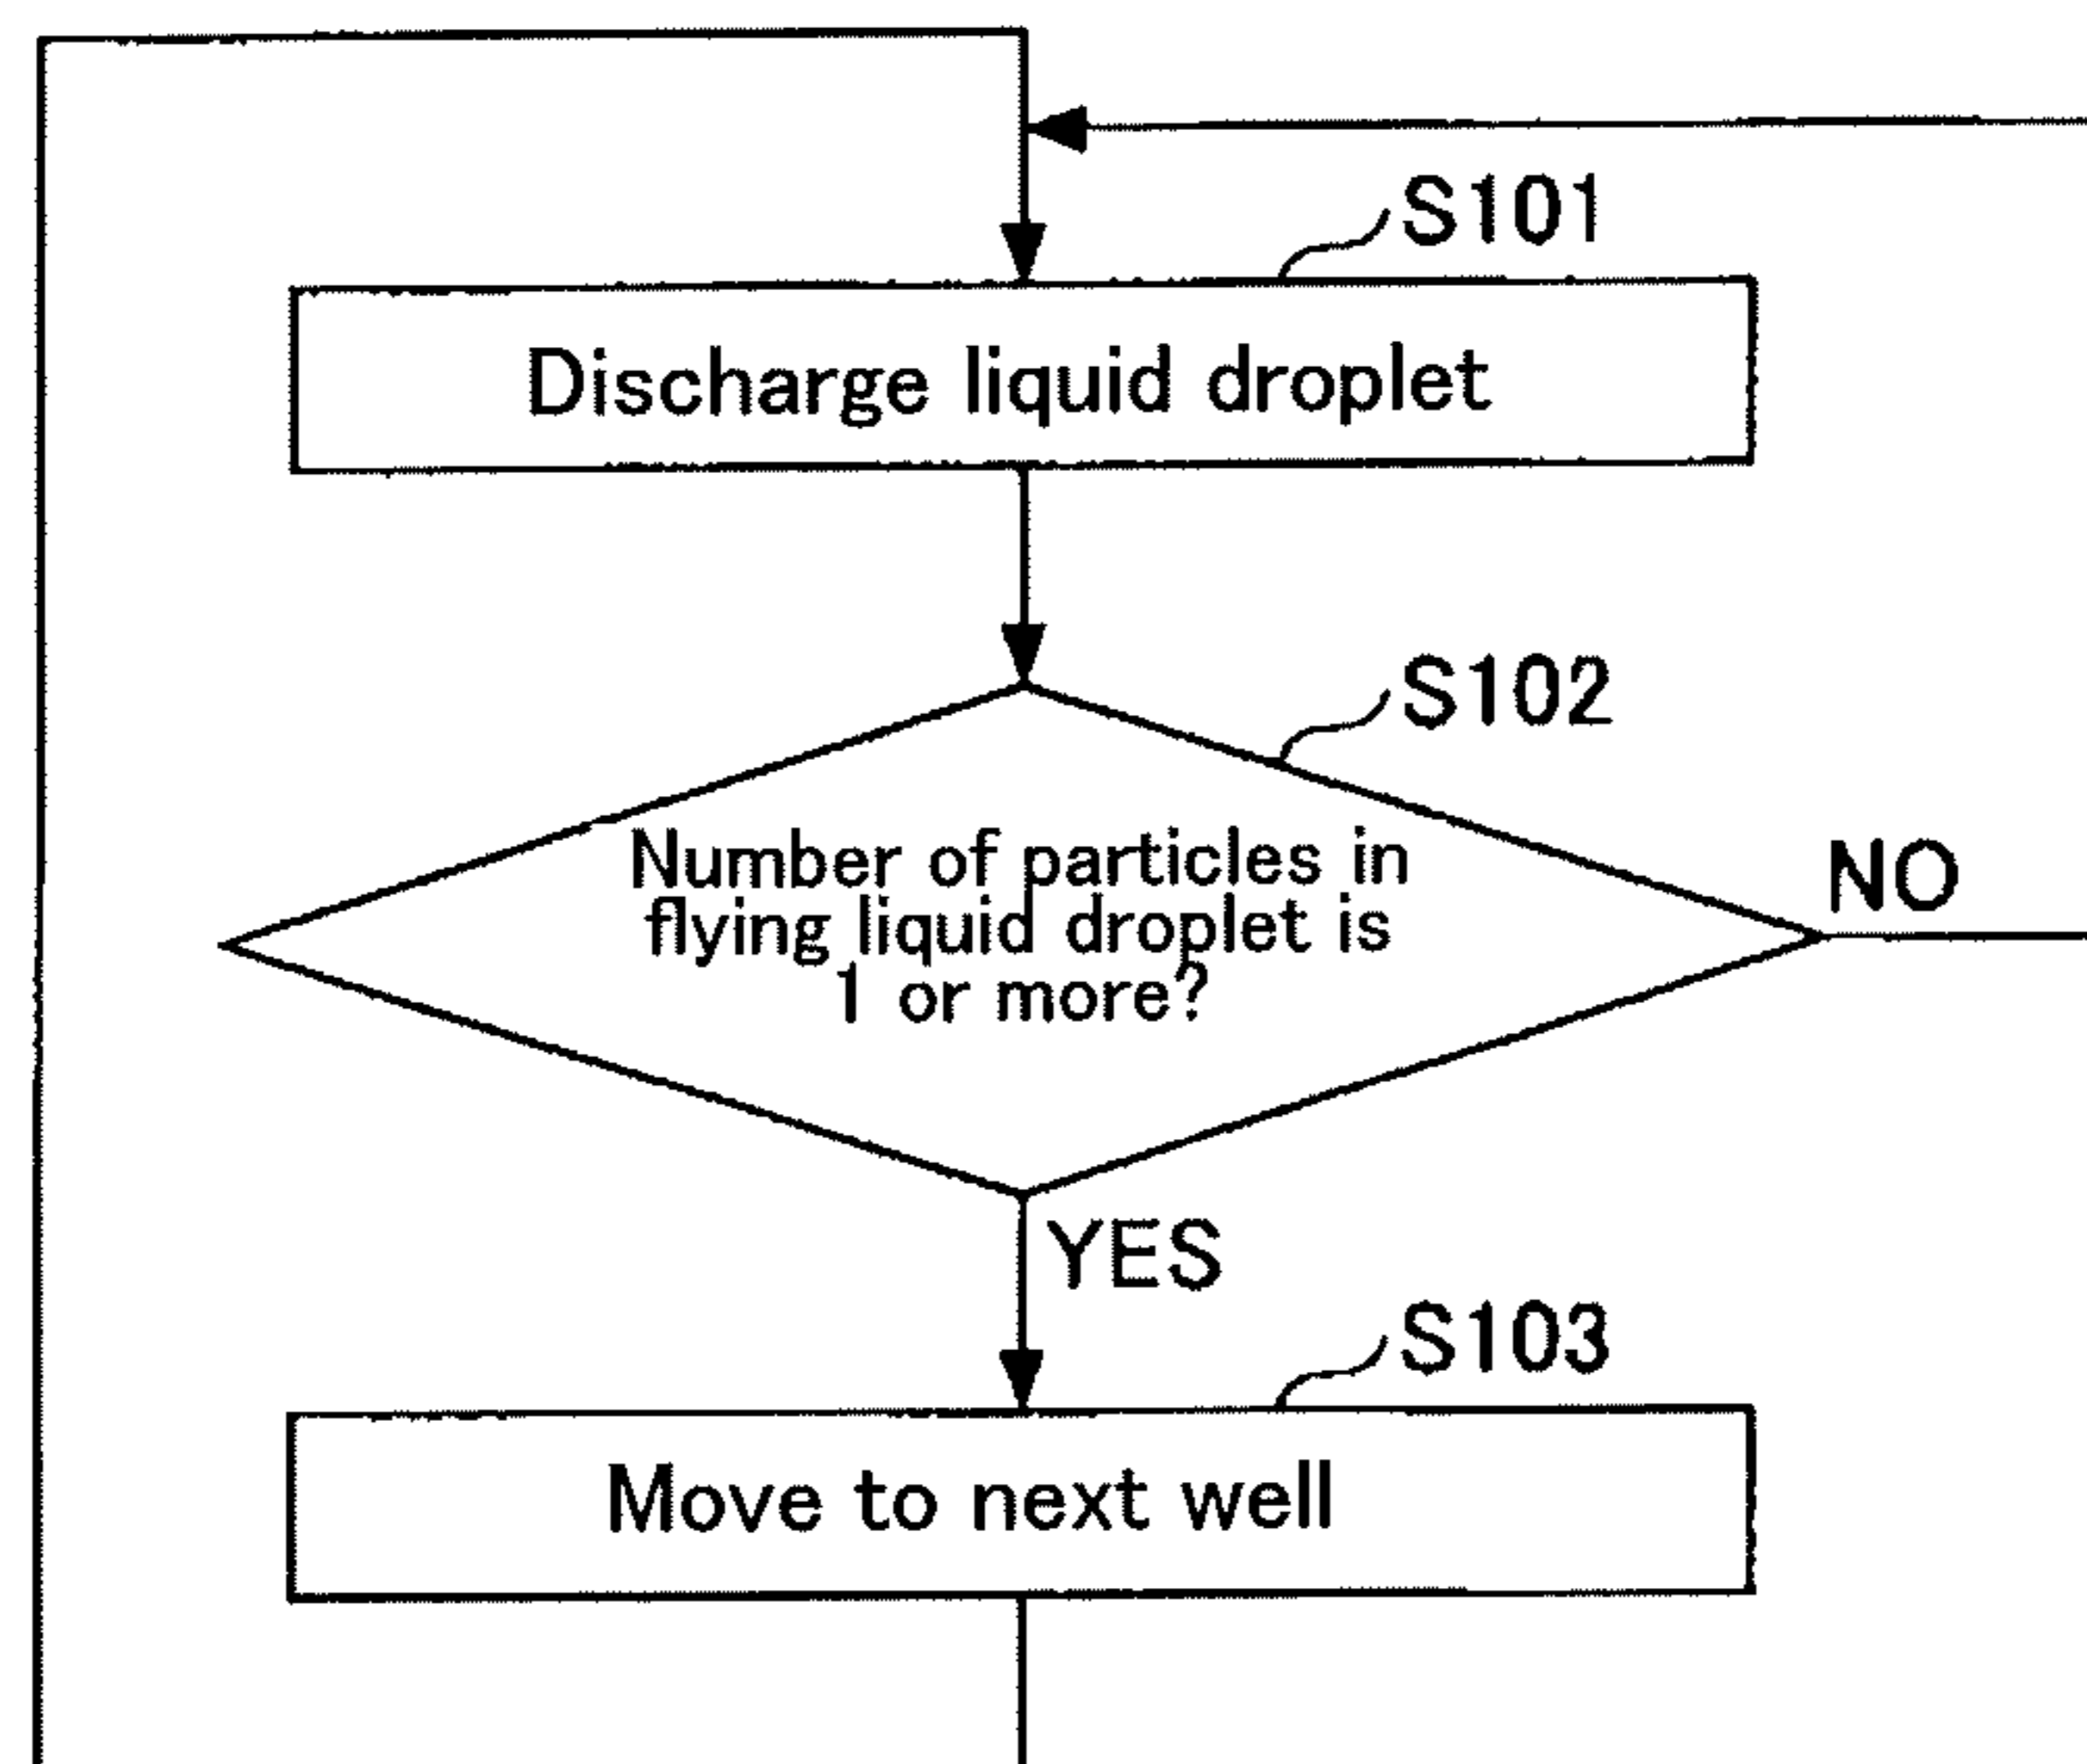 S101
Discharge liquid droplet
S102
Number of particles in
flying liquid droplet is
1 or more?
NO
YES
S103
Move to next well